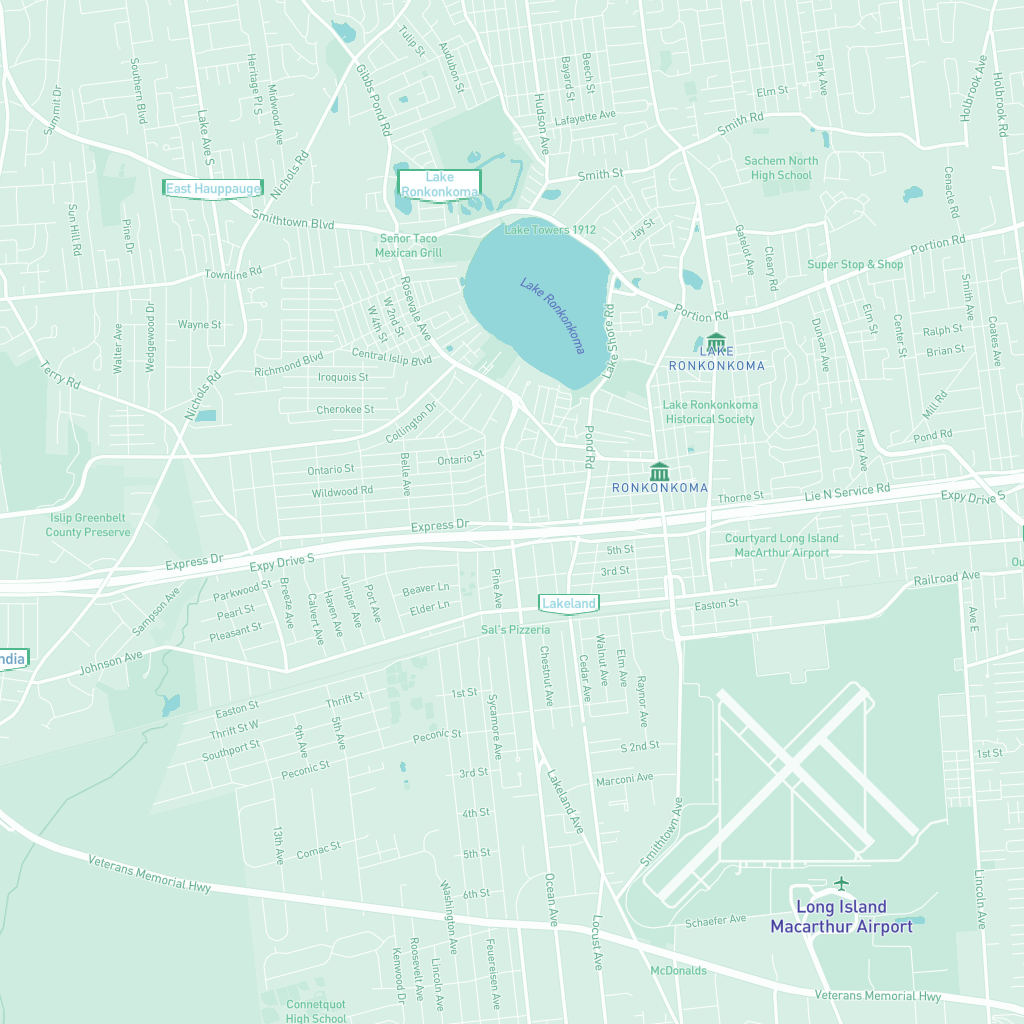 Tulip St
Audubon St
Gibbs Pond Rd
Heritage Pl S
Southern Blvd
Midwood Ave
Summit Dr
Lake Ave S
Nichols Rd
Hudson Ave
Bayard St
Beech St
Lafayette Ave
Elm St
Park Ave
Smith Rd
Holbrook Ave
Holbrook Rd
Smith St
Sachem North
High School
Cenacle Rd
East Hauppauge
Lake
Ronkonkoma
Smithtown Blvd
Señor Taco
Mexican Grill
Lake Towers 1912
Jay St
Gatelot Ave
Cleary Rd
Portion Rd
Super Stop & Shop
Sun Hill Rd
Pine Dr
Townline Rd
Lake Ronkonkoma
Rosevale Ave
W 2nd St
W 4th St
Wayne St
Walter Ave
Wedgewood Dr
Richmond Blvd
Central Islip Blvd
Iroquois St
Cherokee St
Collington Dr
Terry Rd
Nichols Rd
Lake Shore Rd
Portion Rd
LAKE
RONKONKOMA
Lake Ronkonkoma
Historical Society
Duncan Ave
Elm St
Center St
Smith Ave
Coates Ave
Ralph St
Brian St
Mill Rd
Pond Rd
Mary Ave
Pond Rd
Ontario St
Ontario St
Belle Ave
Wildwood Rd
RONKONKOMA
Thorne St
Lie N Service Rd
Expy Drive S
Islip Greenbelt
County Preserve
Express Dr
Express Dr
Expy Drive S
5th St
3rd St
Courtyard Long Island
MacArthur Airport
Ou
Railroad Ave
Easton St
Lakeland
Sal's Pizzeria
Pine Ave
Beaver Ln
Elder Ln
Port Ave
Juniper Ave
Haven Ave
Calvert Ave
Breeze Ave
Parkwood St
Pearl St
Pleasant St
Sampson Ave
Johnson Ave
ndia
Easton St
Thrift St W
Southport St
Thrift St
5th Ave
9th Ave
Peconic St
Peconic St
1st St
Sycamore Ave
Chestnut Ave
Cedar Ave
Walnut Ave
Elm Ave
Raynor Ave
S 2nd St
Marconi Ave
3rd St
4th St
5th St
6th St
Lakeland Ave
Smithtown Ave
Ave E
1st St
Lincoln Ave
13th Ave
Comac St
Veterans Memorial Hwy
Washington Ave
Ocean Ave
Locust Ave
Schaefer Ave
Long Island
Macarthur Airport
McDonalds
Veterans Memorial Hwy
Kenwood Dr
Roosevelt Ave
Lincoln Ave
Feuereisen Ave
Connetquot
High School